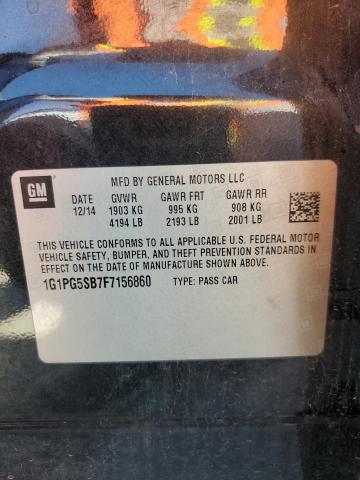 GM
MFD BY GENERAL MOTORS LLC
DATE GVWR GAWR FRT GAWR RR
12/14 1903 KG 995 KG 908 KG
4194 LB 2193 LB 2001 LB
THIS VEHICLE CONFORMS TO ALL APPLICABLE U.S. FEDERAL MOTOR
VEHICLE SAFETY, BUMPER, AND THEFT PREVENTION STANDARDS IN
EFFECT ON THE DATE OF MANUFACTURE SHOWN ABOVE.
1G1PG5SB7F7156860 TYPE: PASS CAR